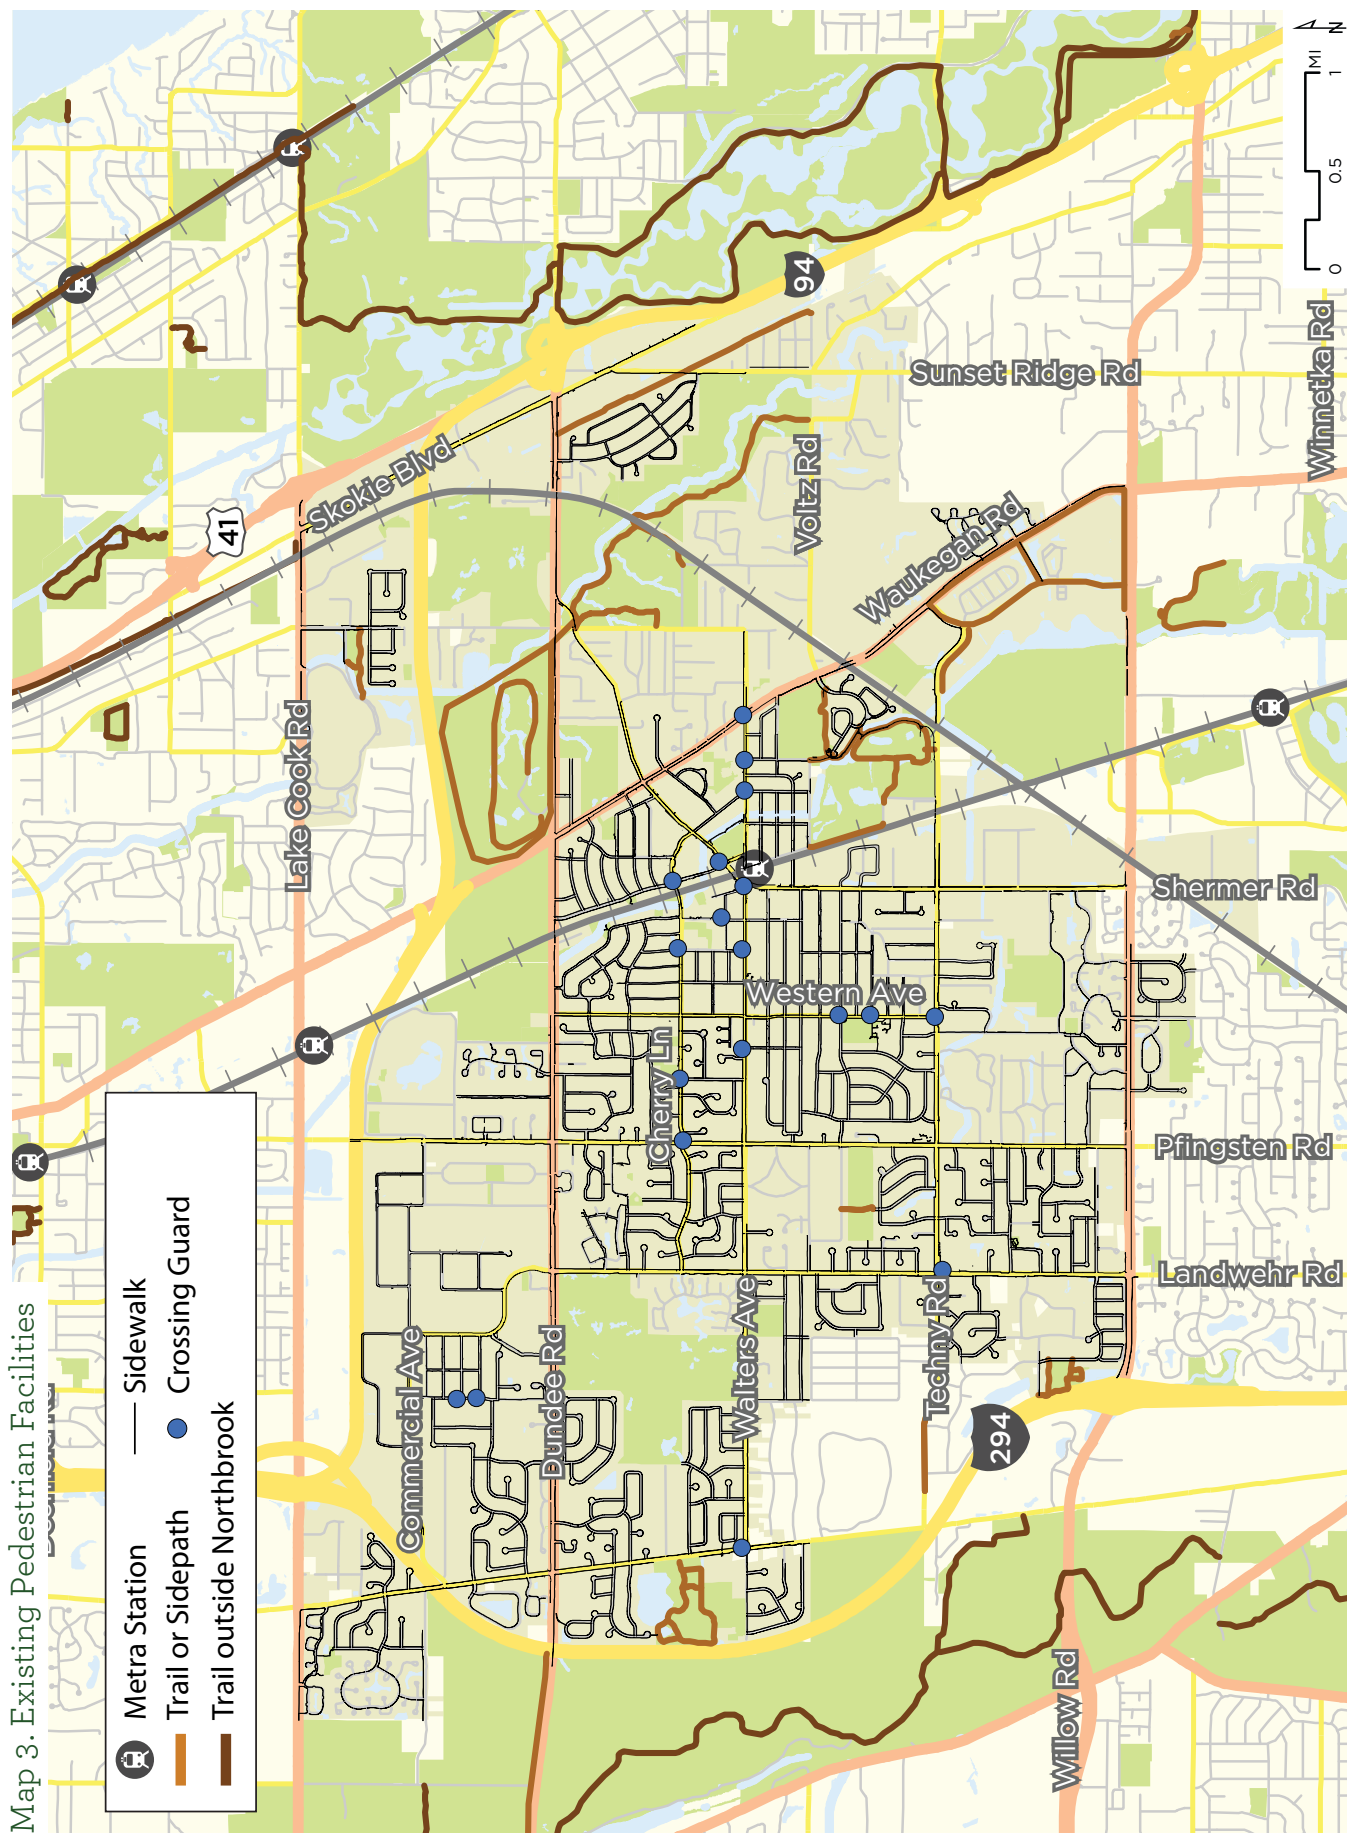 Map 3. Existing Pedestrian Facilities
Metra Station
Sidewalk
Trail or Sidepath
Crossing Guard
Trail outside Northbrook
Lake Cook Rd
Skokie Blvd
41
94
Commercial Ave
Dundee Rd
Cherry Ln
Walters Ave
Western Ave
Techny Rd
Voltz Rd
Waukegan Rd
Sunset Ridge Rd
294
Willow Rd
Landwehr Rd
Pfingsten Rd
Shermer Rd
Winnetka Rd
0
0.5
1
MI
N